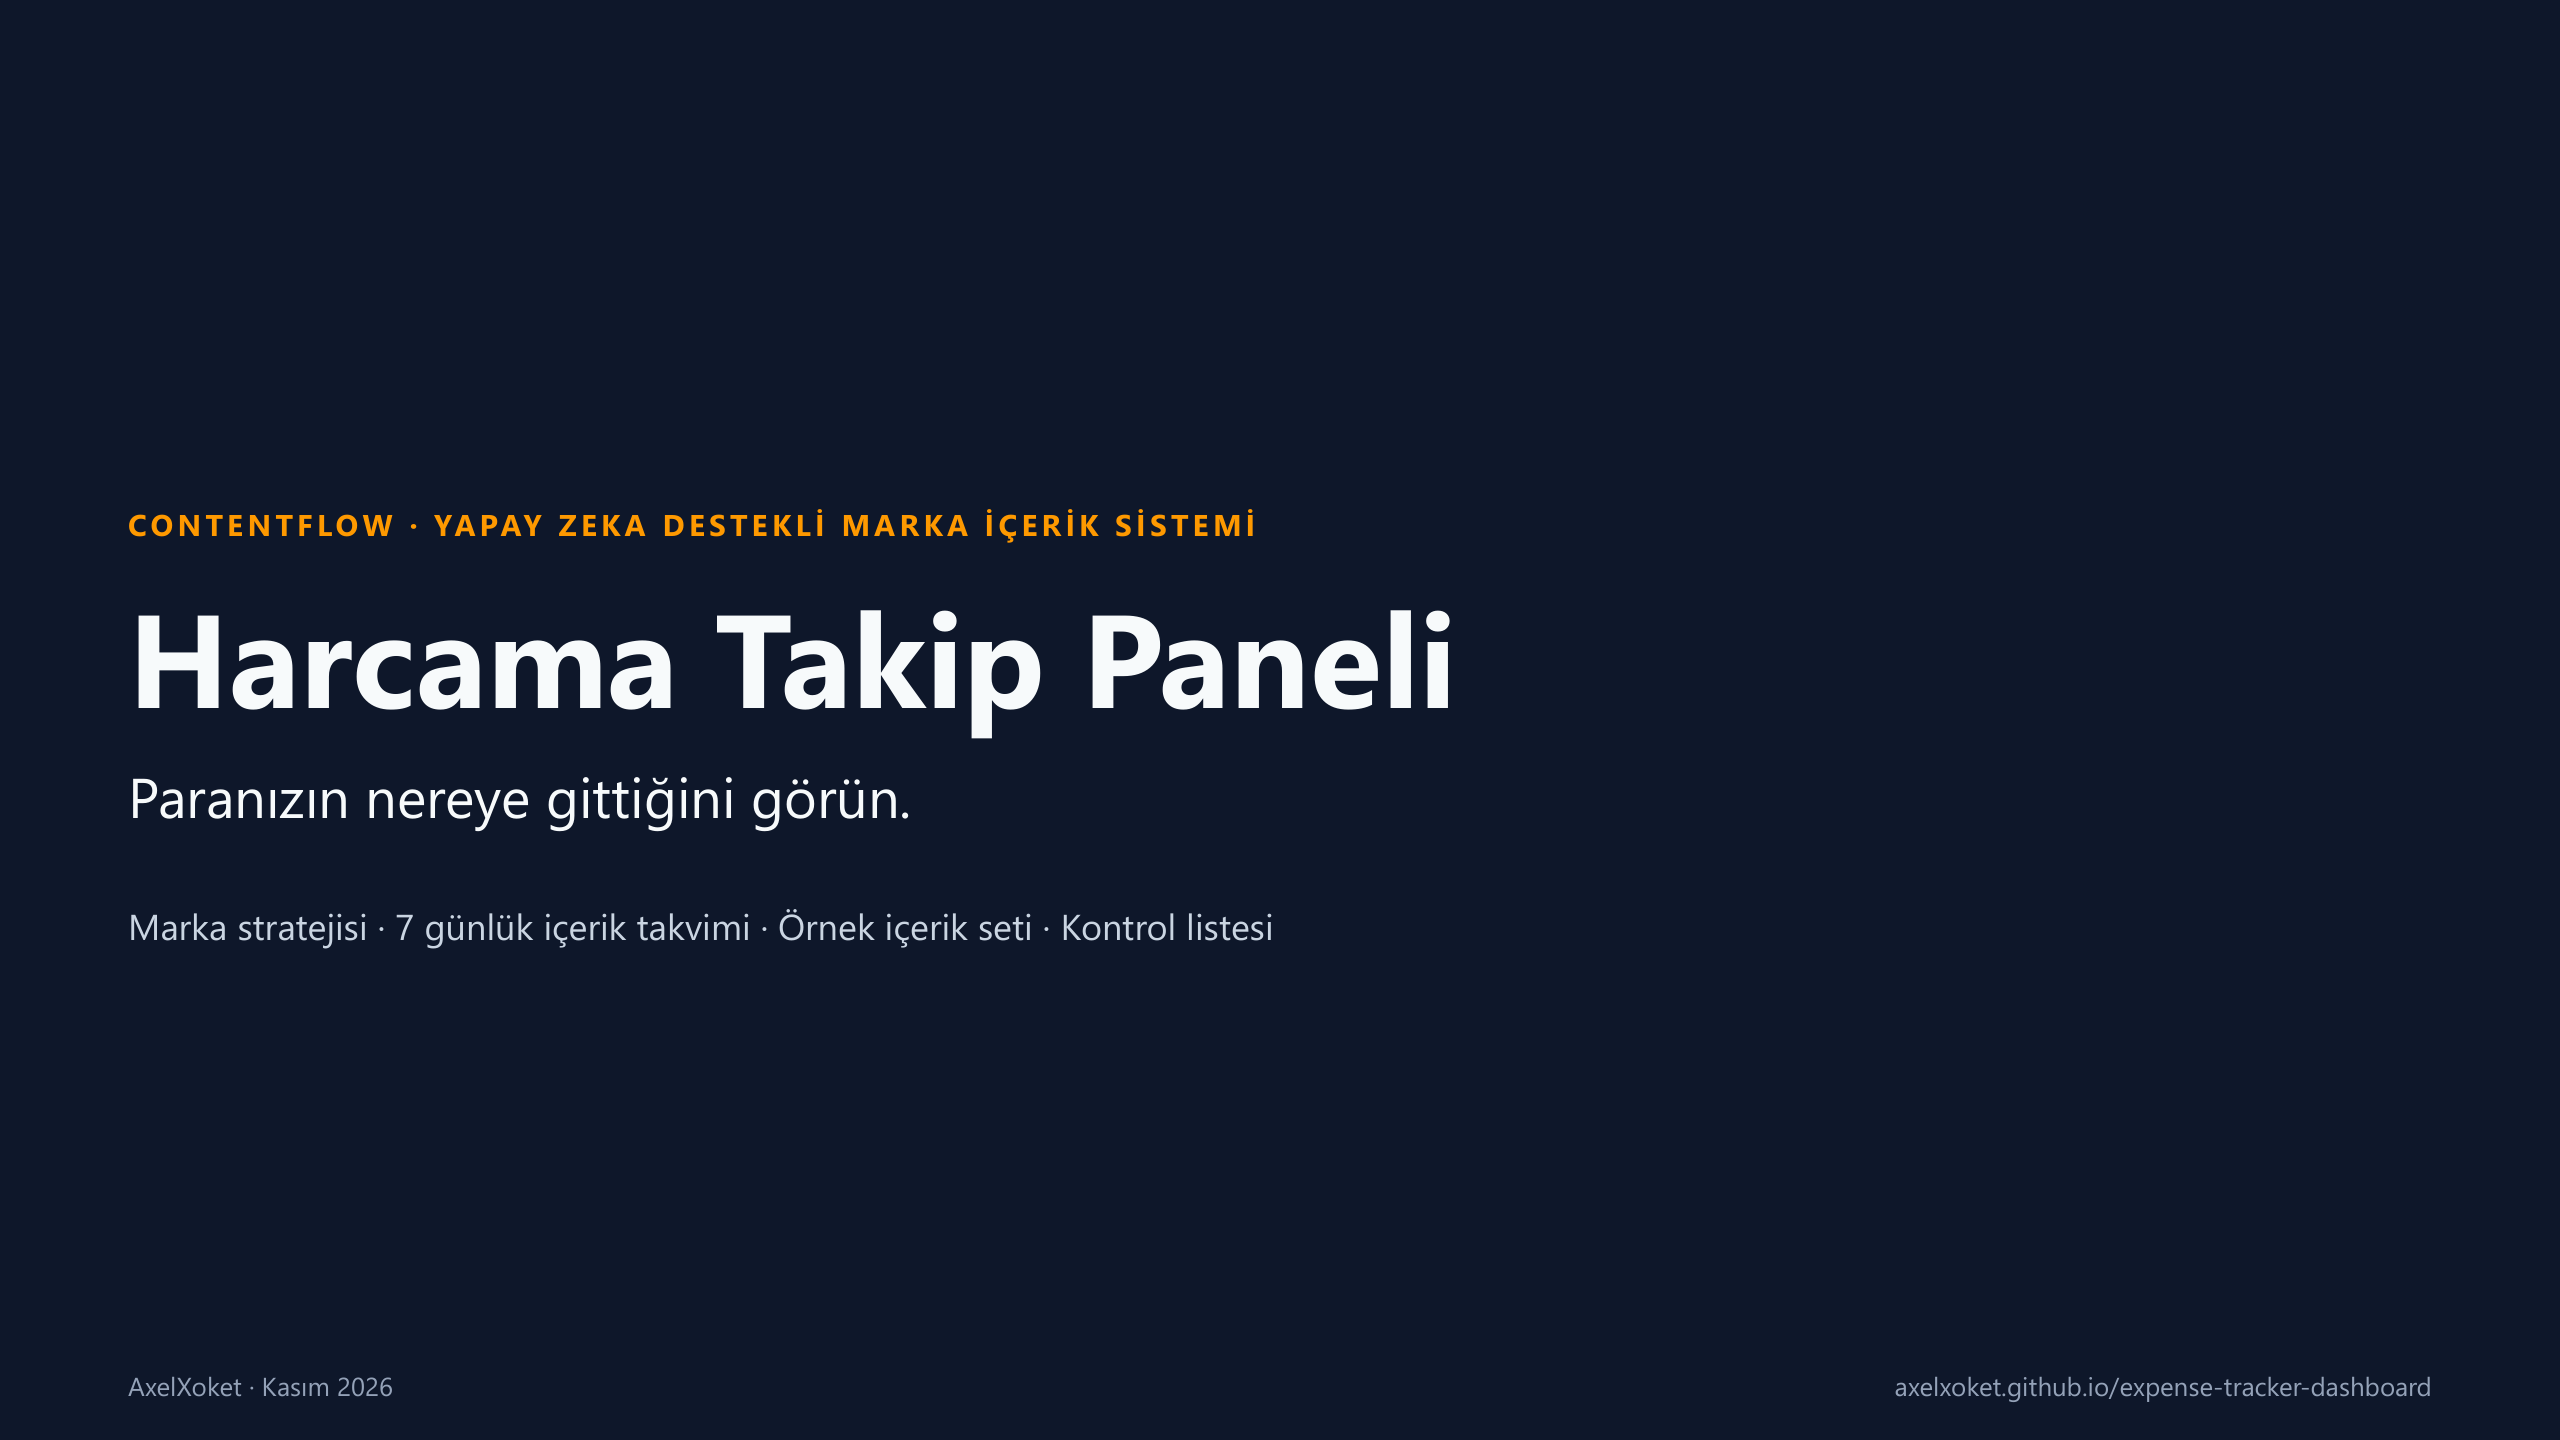 CONTENTFLOW · YAPAY ZEKA DESTEKLİ MARKA İÇERİK SİSTEMİ
Harcama Takip Paneli
Paranızın nereye gittiğini görün.
Marka stratejisi · 7 günlük içerik takvimi · Örnek içerik seti · Kontrol listesi
AxelXoket · Kasım 2026
axelxoket.github.io/expense-tracker-dashboard